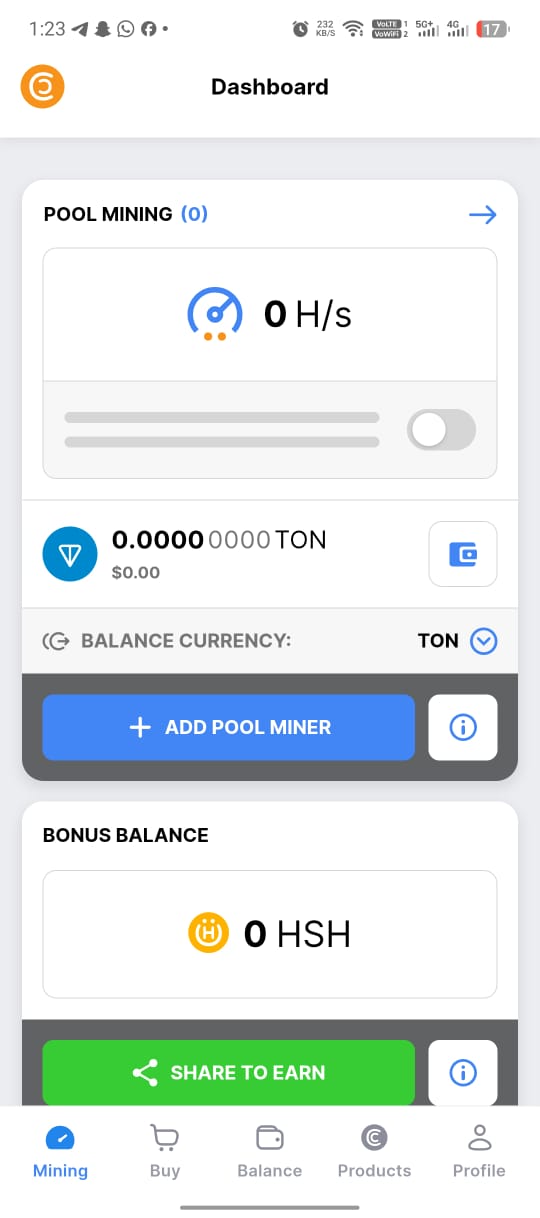 1:23
232 KB/S VoLTE 1 VoWiFi 2 5G+ 4G 17
Dashboard
POOL MINING (0)
0 H/s
0.00000000 TON
$0.00
BALANCE CURRENCY: TON
ADD POOL MINER
BONUS BALANCE
0 HSH
SHARE TO EARN
Mining Buy Balance Products Profile